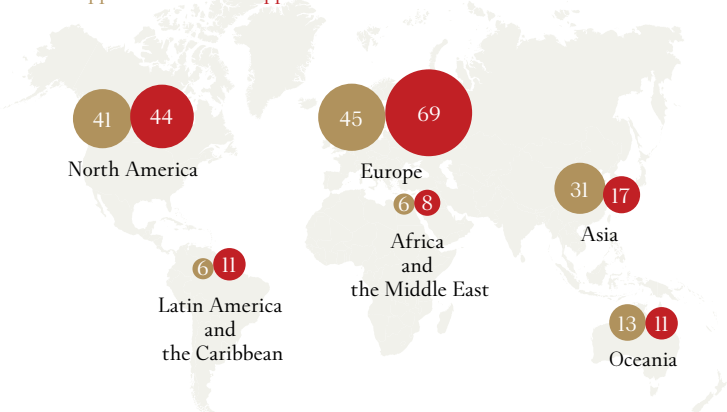 41 44
North America
45 69
Europe
6 8
Africa
and
the Middle East
31 17
Asia
6 11
Latin America
and
the Caribbean
13 11
Oceania